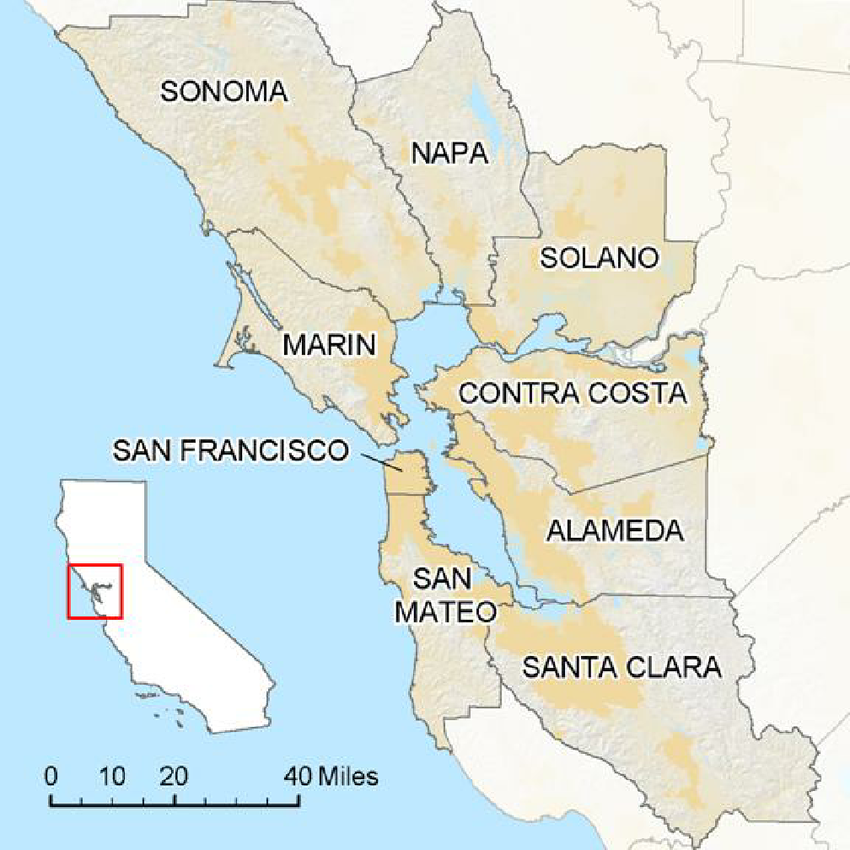 SONOMA
NAPA
SOLANO
MARIN
CONTRA COSTA
SAN FRANCISCO
ALAMEDA
SAN
MATEO
SANTA CLARA
0 10 20 40 Miles